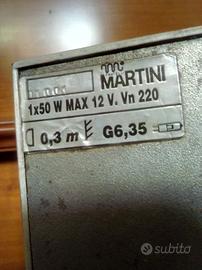 MARTINI
1x50 W MAX 12 V. Vn 220
0,3 m G6,35
subito